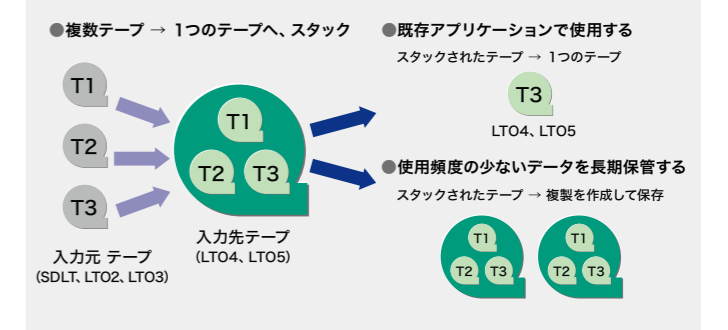 ●複数テープ → 1つのテープへ、スタック
T1
T2
T3
入力元 テープ
(SDLT、LTO2、LTO3)
T1
T2 T3
入力先テープ
(LTO4、LTO5)
●既存アプリケーションで使用する
スタックされたテープ → 1つのテープ
T3
LTO4、LTO5
●使用頻度の少ないデータを長期保管する
スタックされたテープ → 複製を作成して保存
T1
T2 T3
T1
T2 T3